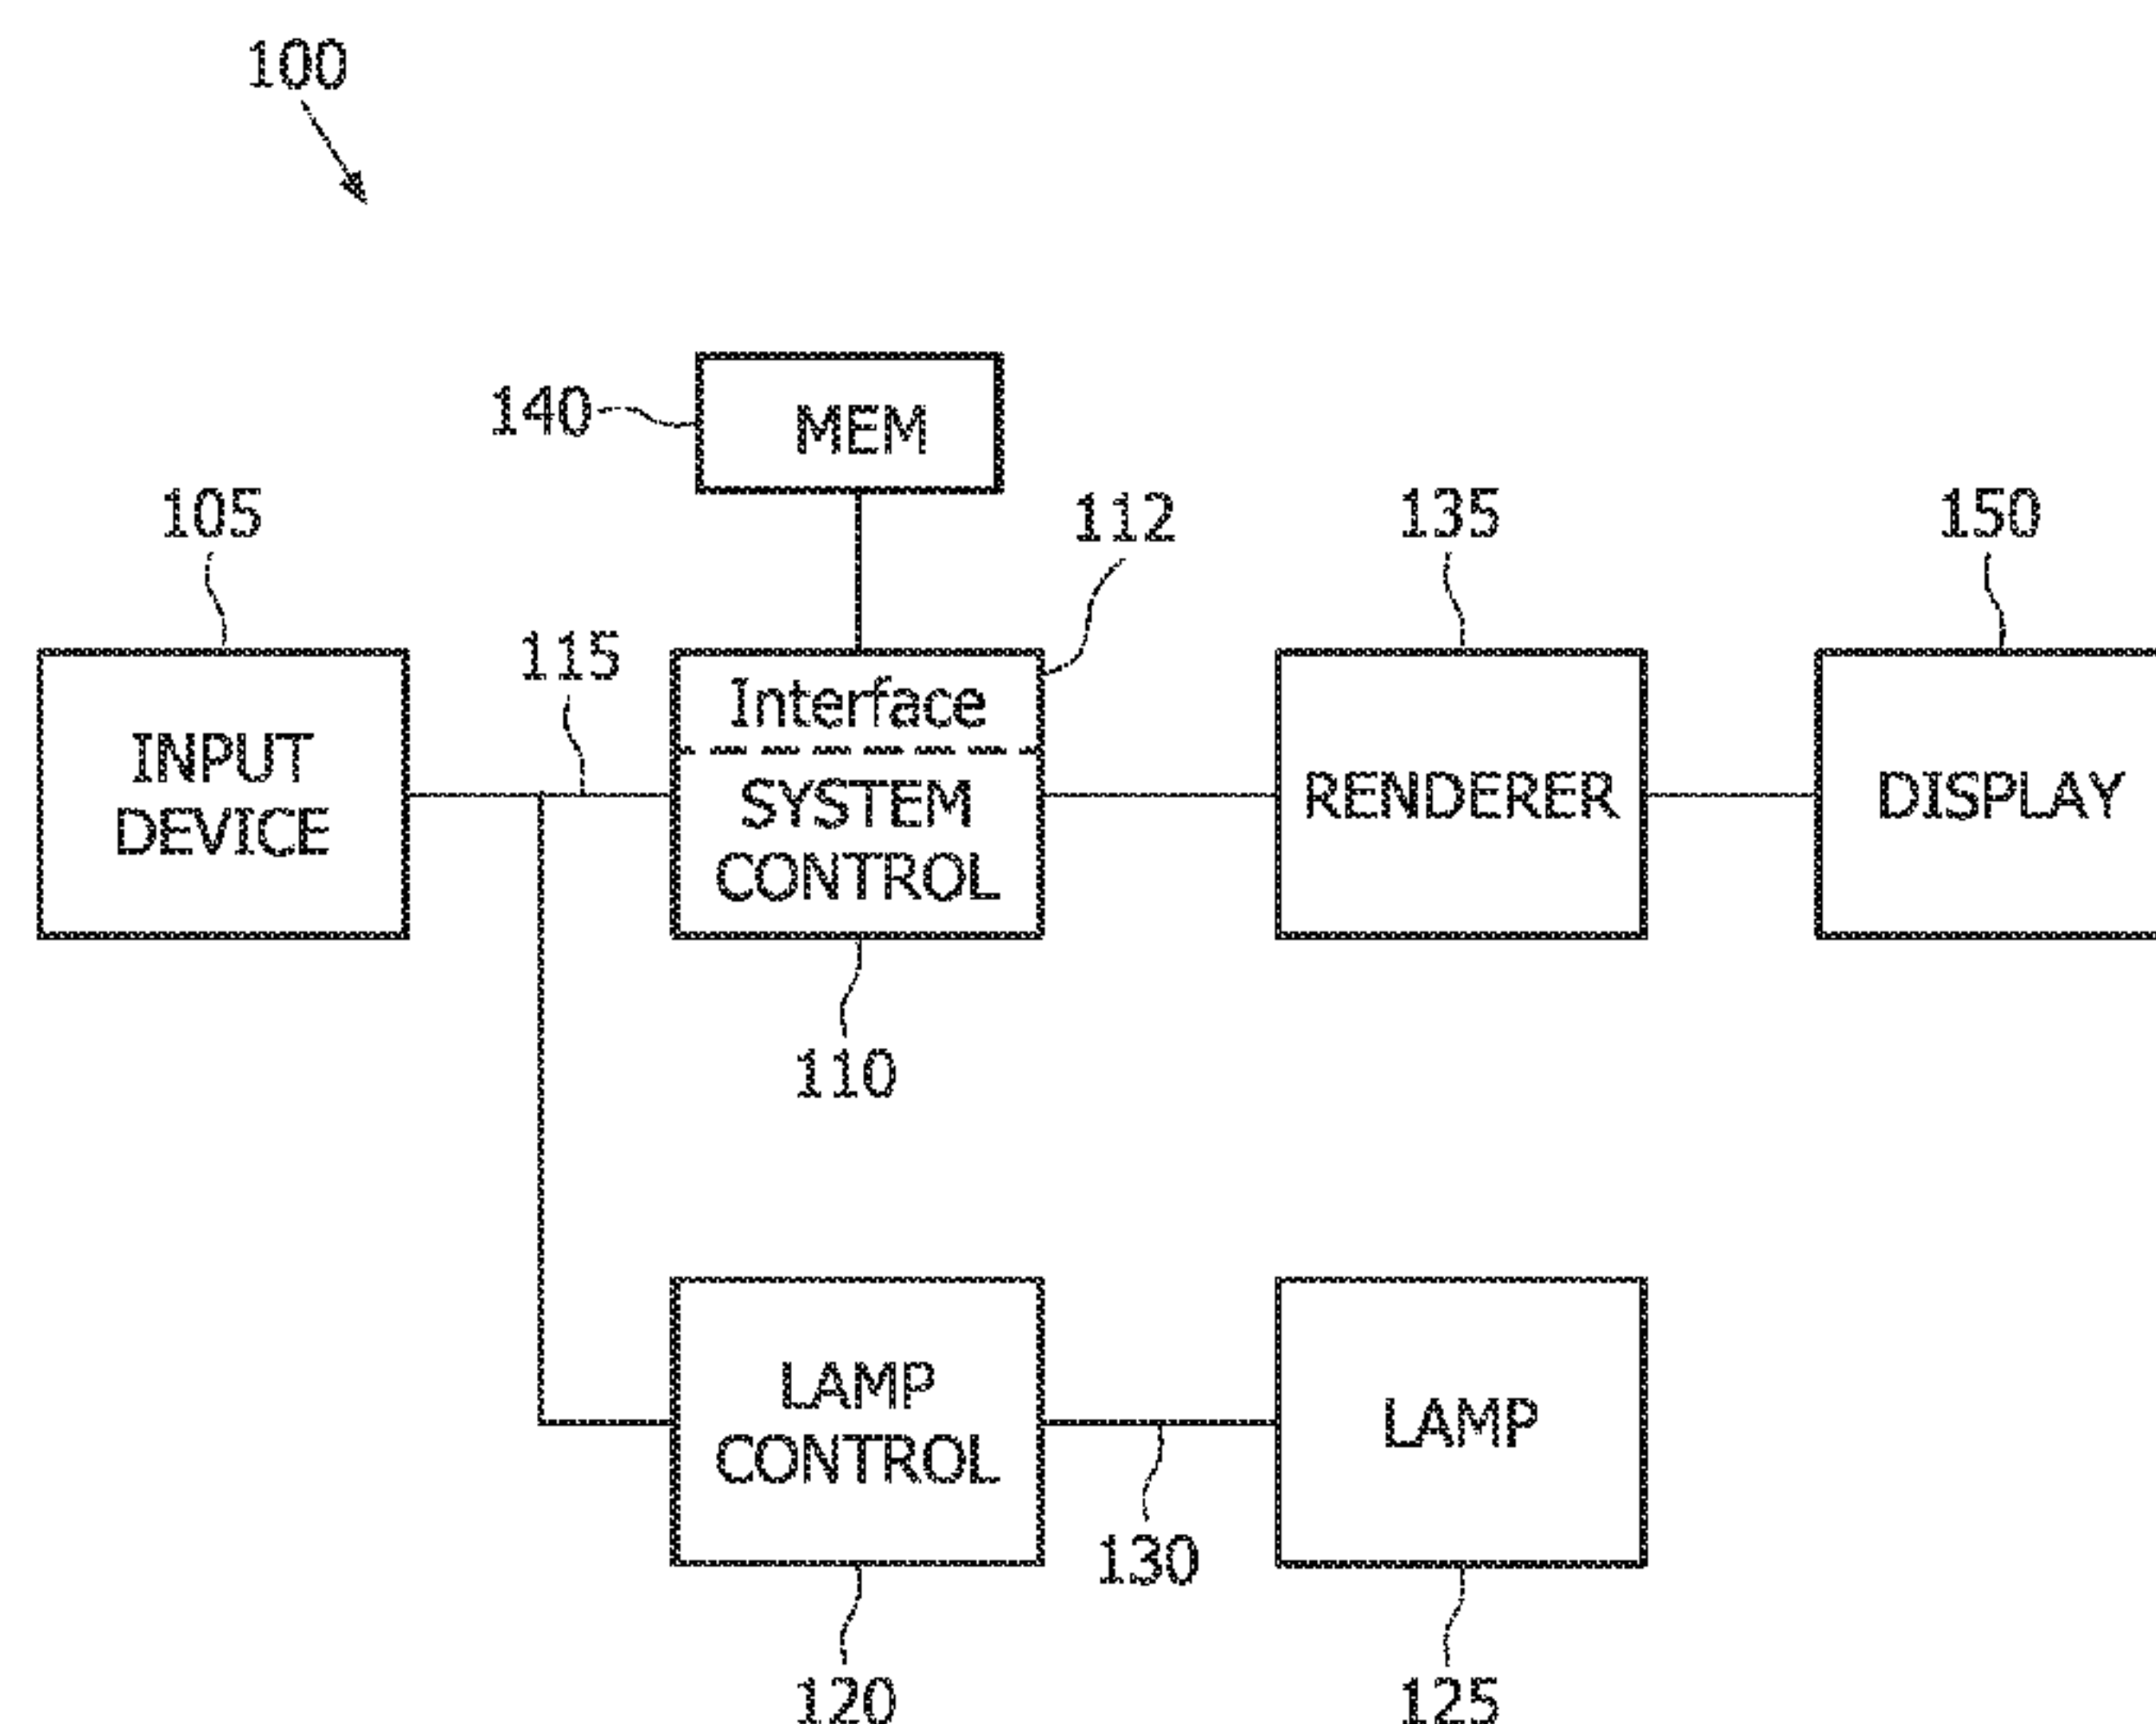 100
140
MEM
105
112
135
150
115
INPUT
DEVICE
Interface
SYSTEM
CONTROL
RENDERER
DISPLAY
110
LAMP
CONTROL
LAMP
130
120
125